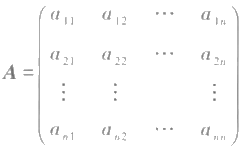 A = ( a₁₁ a₁₂ ⋯ a₁ₙ
a₂₁ a₂₂ ⋯ a₂ₙ
⋮ ⋮ ⋮
aₙ₁ aₙ₂ ⋯ aₙₙ )